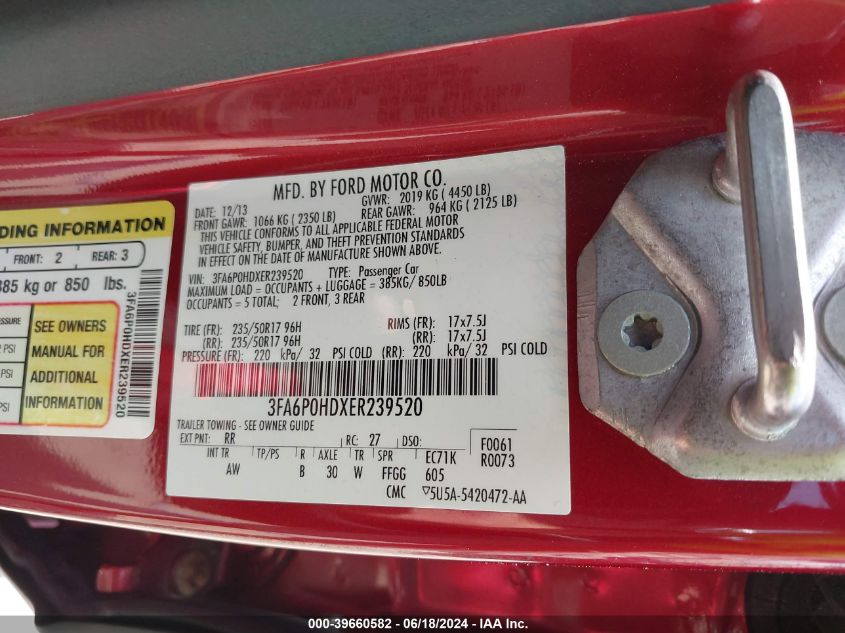 MFD. BY FORD MOTOR CO.
DATE: 12/13
GVWR: 2019 KG ( 4450 LB)
FRONT GAWR: 1066 KG ( 2350 LB)
REAR GAWR: 964 KG ( 2125 LB)
THIS VEHICLE CONFORMS TO ALL APPLICABLE FEDERAL MOTOR
VEHICLE SAFETY, BUMPER, AND THEFT PREVENTION STANDARDS
IN EFFECT ON THE DATE OF MANUFACTURE SHOWN ABOVE.
VIN: 3FA6P0HDXER239520 TYPE: Passenger Car
MAXIMUM LOAD = OCCUPANTS + LUGGAGE = 385KG/ 850LB
OCCUPANTS = 5 TOTAL; 2 FRONT, 3 REAR
TIRE (FR): 235/50R17 96H RIMS (FR): 17x7.5J
(RR): 235/50R17 96H (RR): 17x7.5J
PRESSURE (FR): 220 kPa/ 32 PSI COLD (RR): 220 kPa/ 32 PSI COLD
3FA6P0HDXER239520
TRAILER TOWING - SEE OWNER GUIDE
EXT PNT: RR RC: 27 DSO: F0061
INT TR TP/PS R AXLE TR SPR EC71K R0073
AW B 30 W FFGG 605
CMC ▽5U5A-5420472-AA
DING INFORMATION
FRONT: 2 REAR: 3
385 kg or 850 lbs.
3FA6P0HDXER239520
PRESSURE
PSI
PSI
PSI
SEE OWNERS
MANUAL FOR
ADDITIONAL
INFORMATION
000-39660582 - 06/18/2024 - IAA Inc.